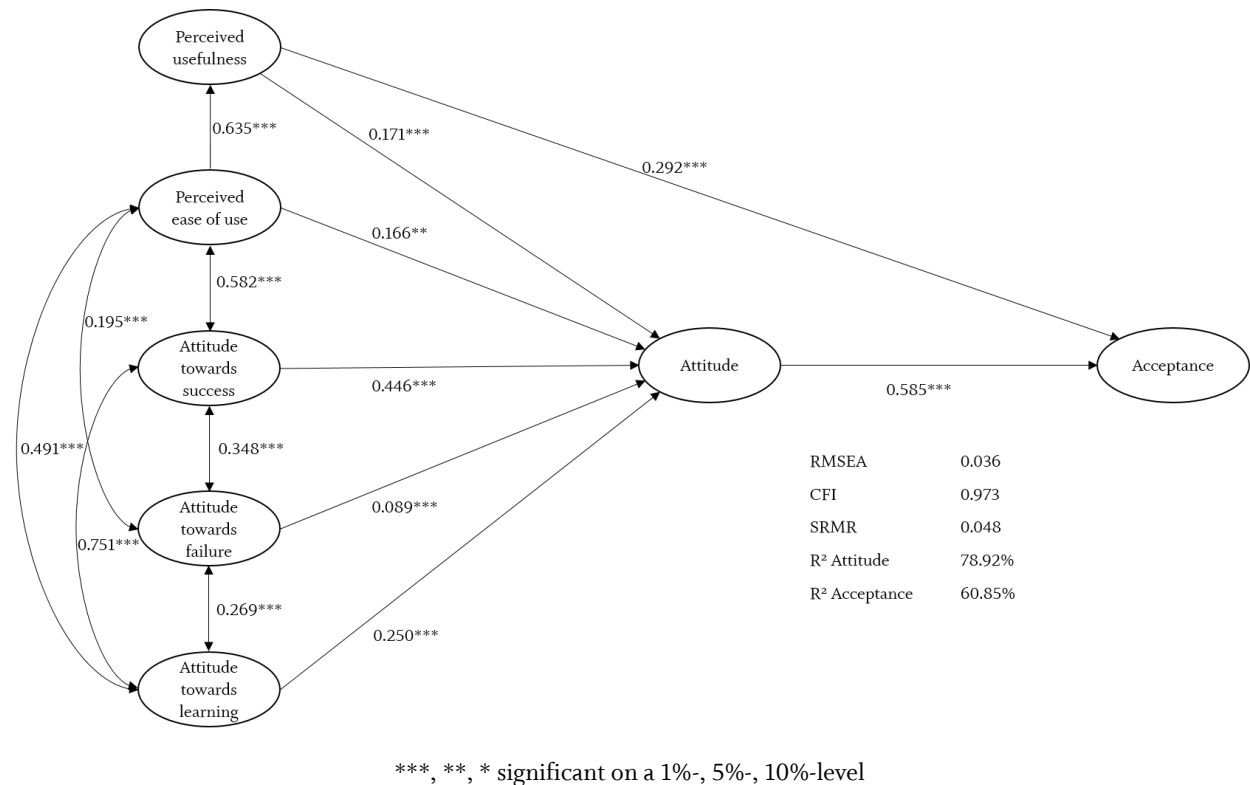 Perceived
usefulness
0.635***
0.171***
0.292***
Perceived
ease of use
0.166**
0.582***
0.195***
Attitude
towards
success
0.446***
Attitude
0.585***
Acceptance
0.491***
0.348***
0.751***
Attitude
towards
failure
0.089***
0.269***
0.250***
Attitude
towards
learning
RMSEA 0.036
CFI 0.973
SRMR 0.048
R² Attitude 78.92%
R² Acceptance 60.85%
***, **, * significant on a 1%-, 5%-, 10%-level